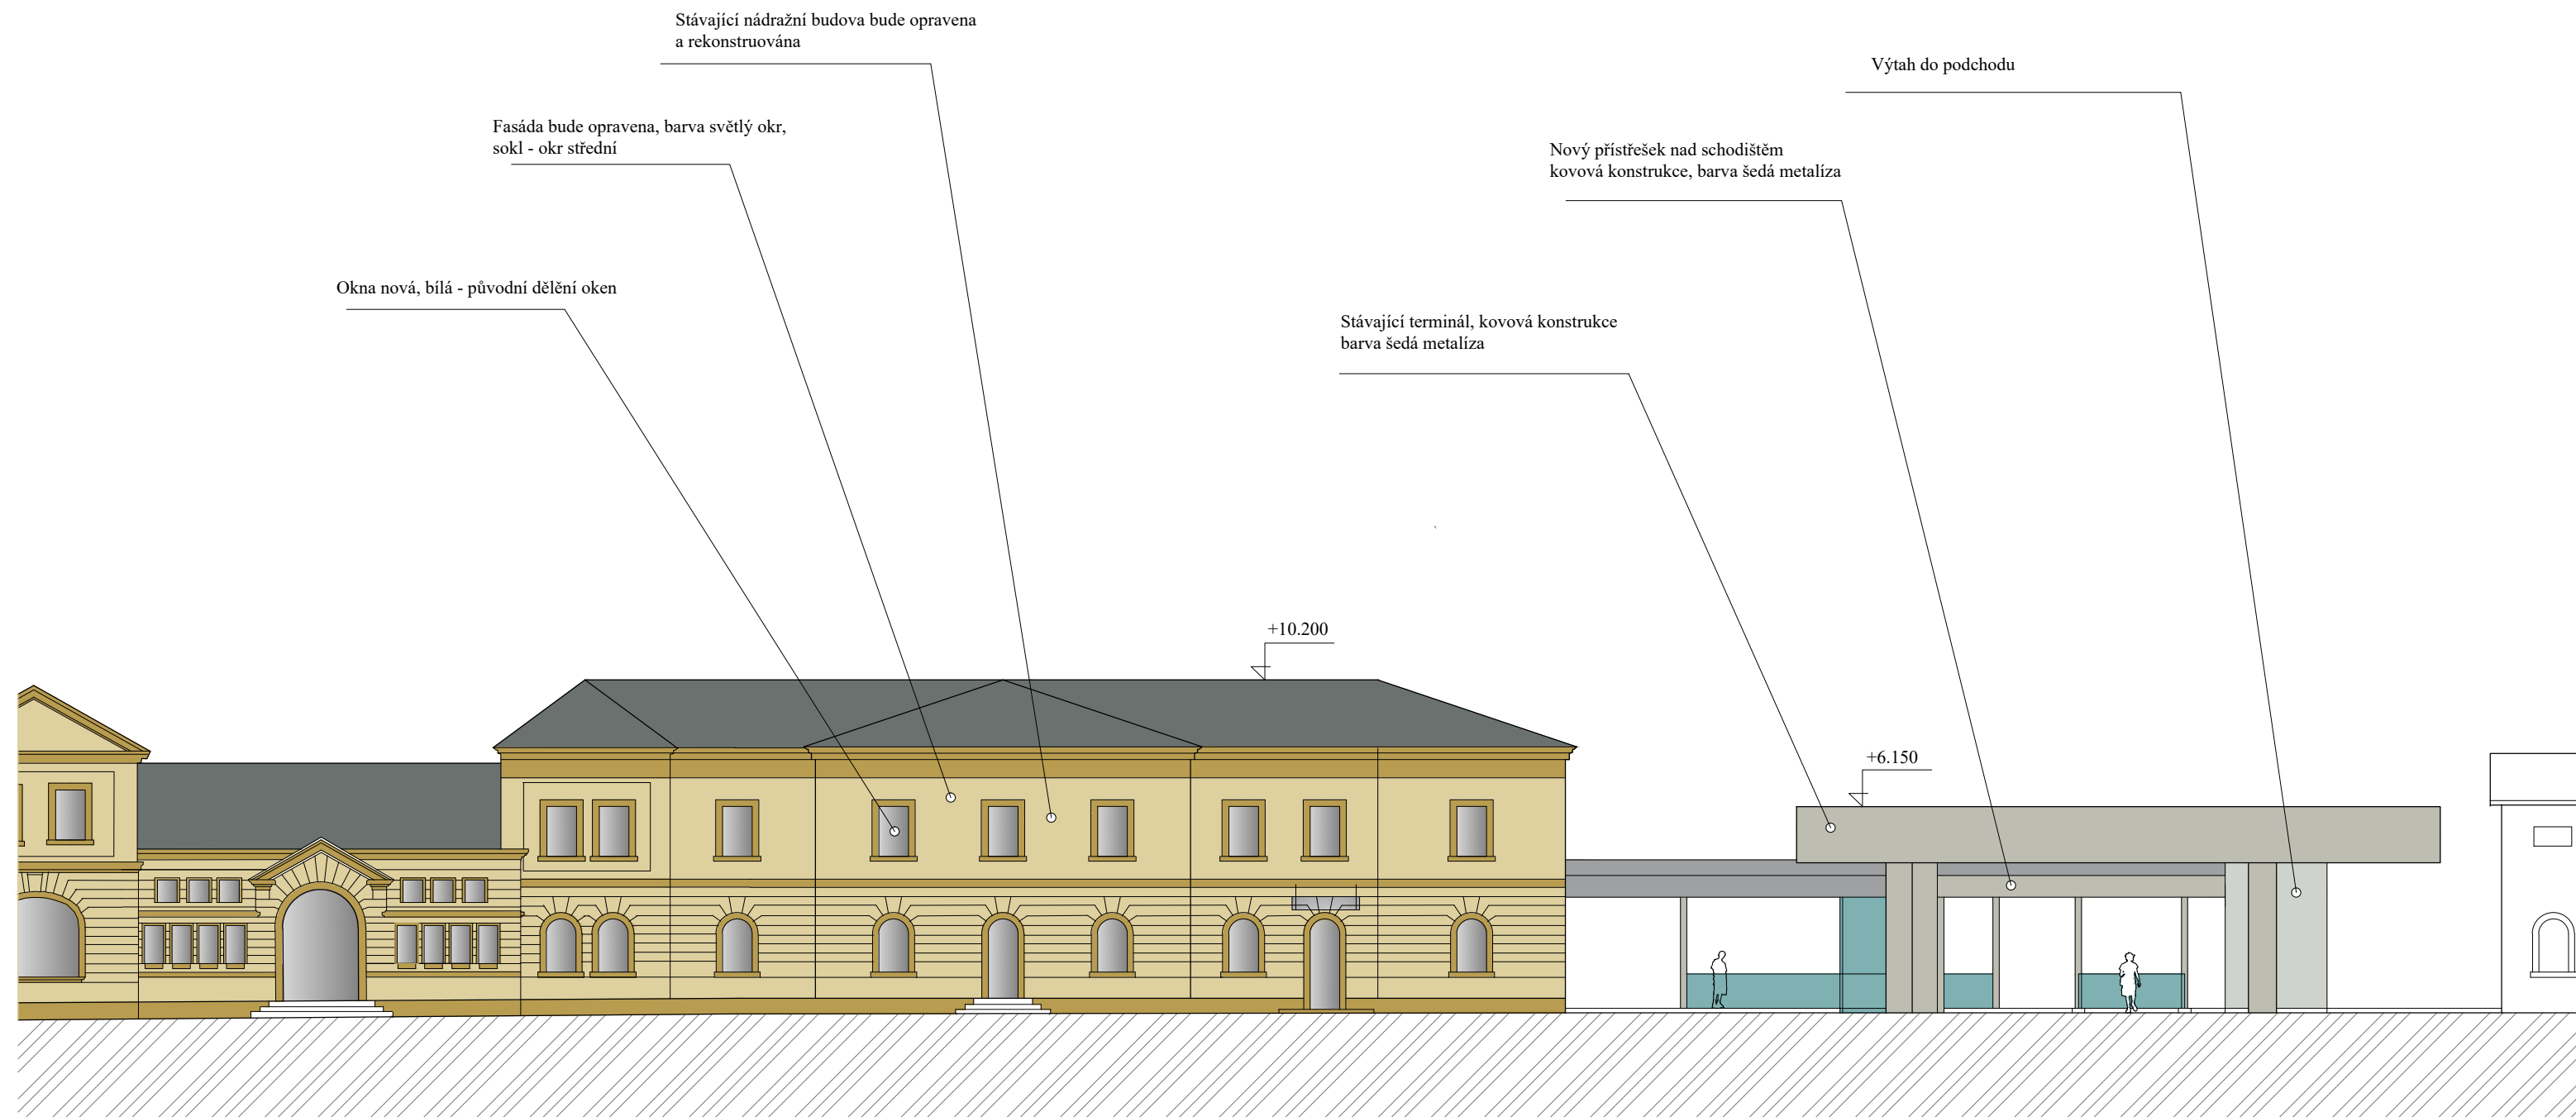 Stávající nádražní budova bude opravena
a rekonstruována
Výtah do podchodu
Fasáda bude opravena, barva světlý okr,
sokl - okr střední
Nový přístřešek nad schodištěm
kovová konstrukce, barva šedá metalíza
Okna nová, bílá - původní dělění oken
Stávající terminál, kovová konstrukce
barva šedá metalíza
+10.200
+6.150